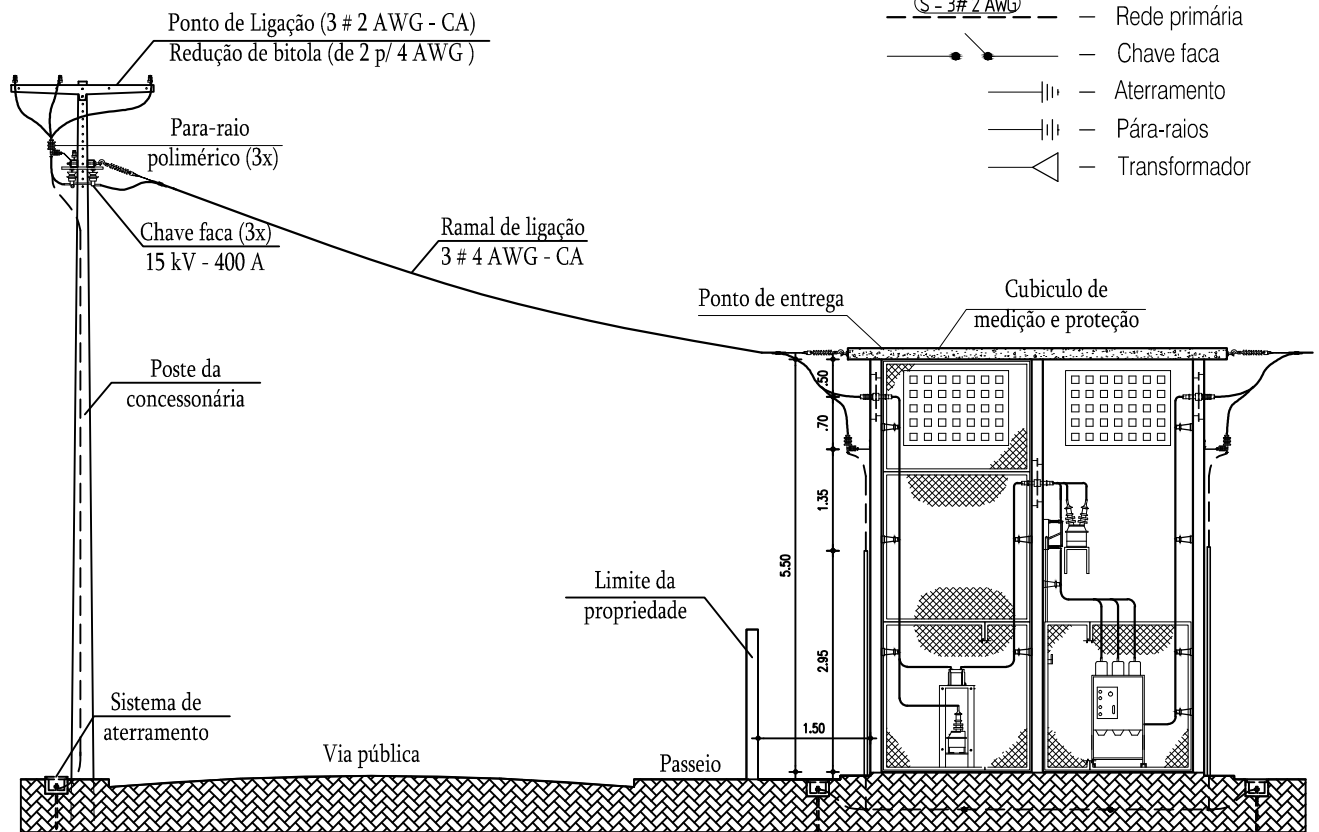 Ponto de Ligação (3 # 2 AWG - CA)
Redução de bitola (de 2 p/ 4 AWG )
Para-raio
polimérico (3x)
Chave faca (3x)
15 kV - 400 A
Ramal de ligação
3 # 4 AWG - CA
S - 3# 2 AWG
— Rede primária
— Chave faca
— Aterramento
— Pára-raios
— Transformador
Ponto de entrega
Cubiculo de
medição e proteção
Poste da
concessonária
.50
.70
1.35
5.50
2.95
1.50
Limite da
propriedade
Sistema de
aterramento
Via pública
Passeio